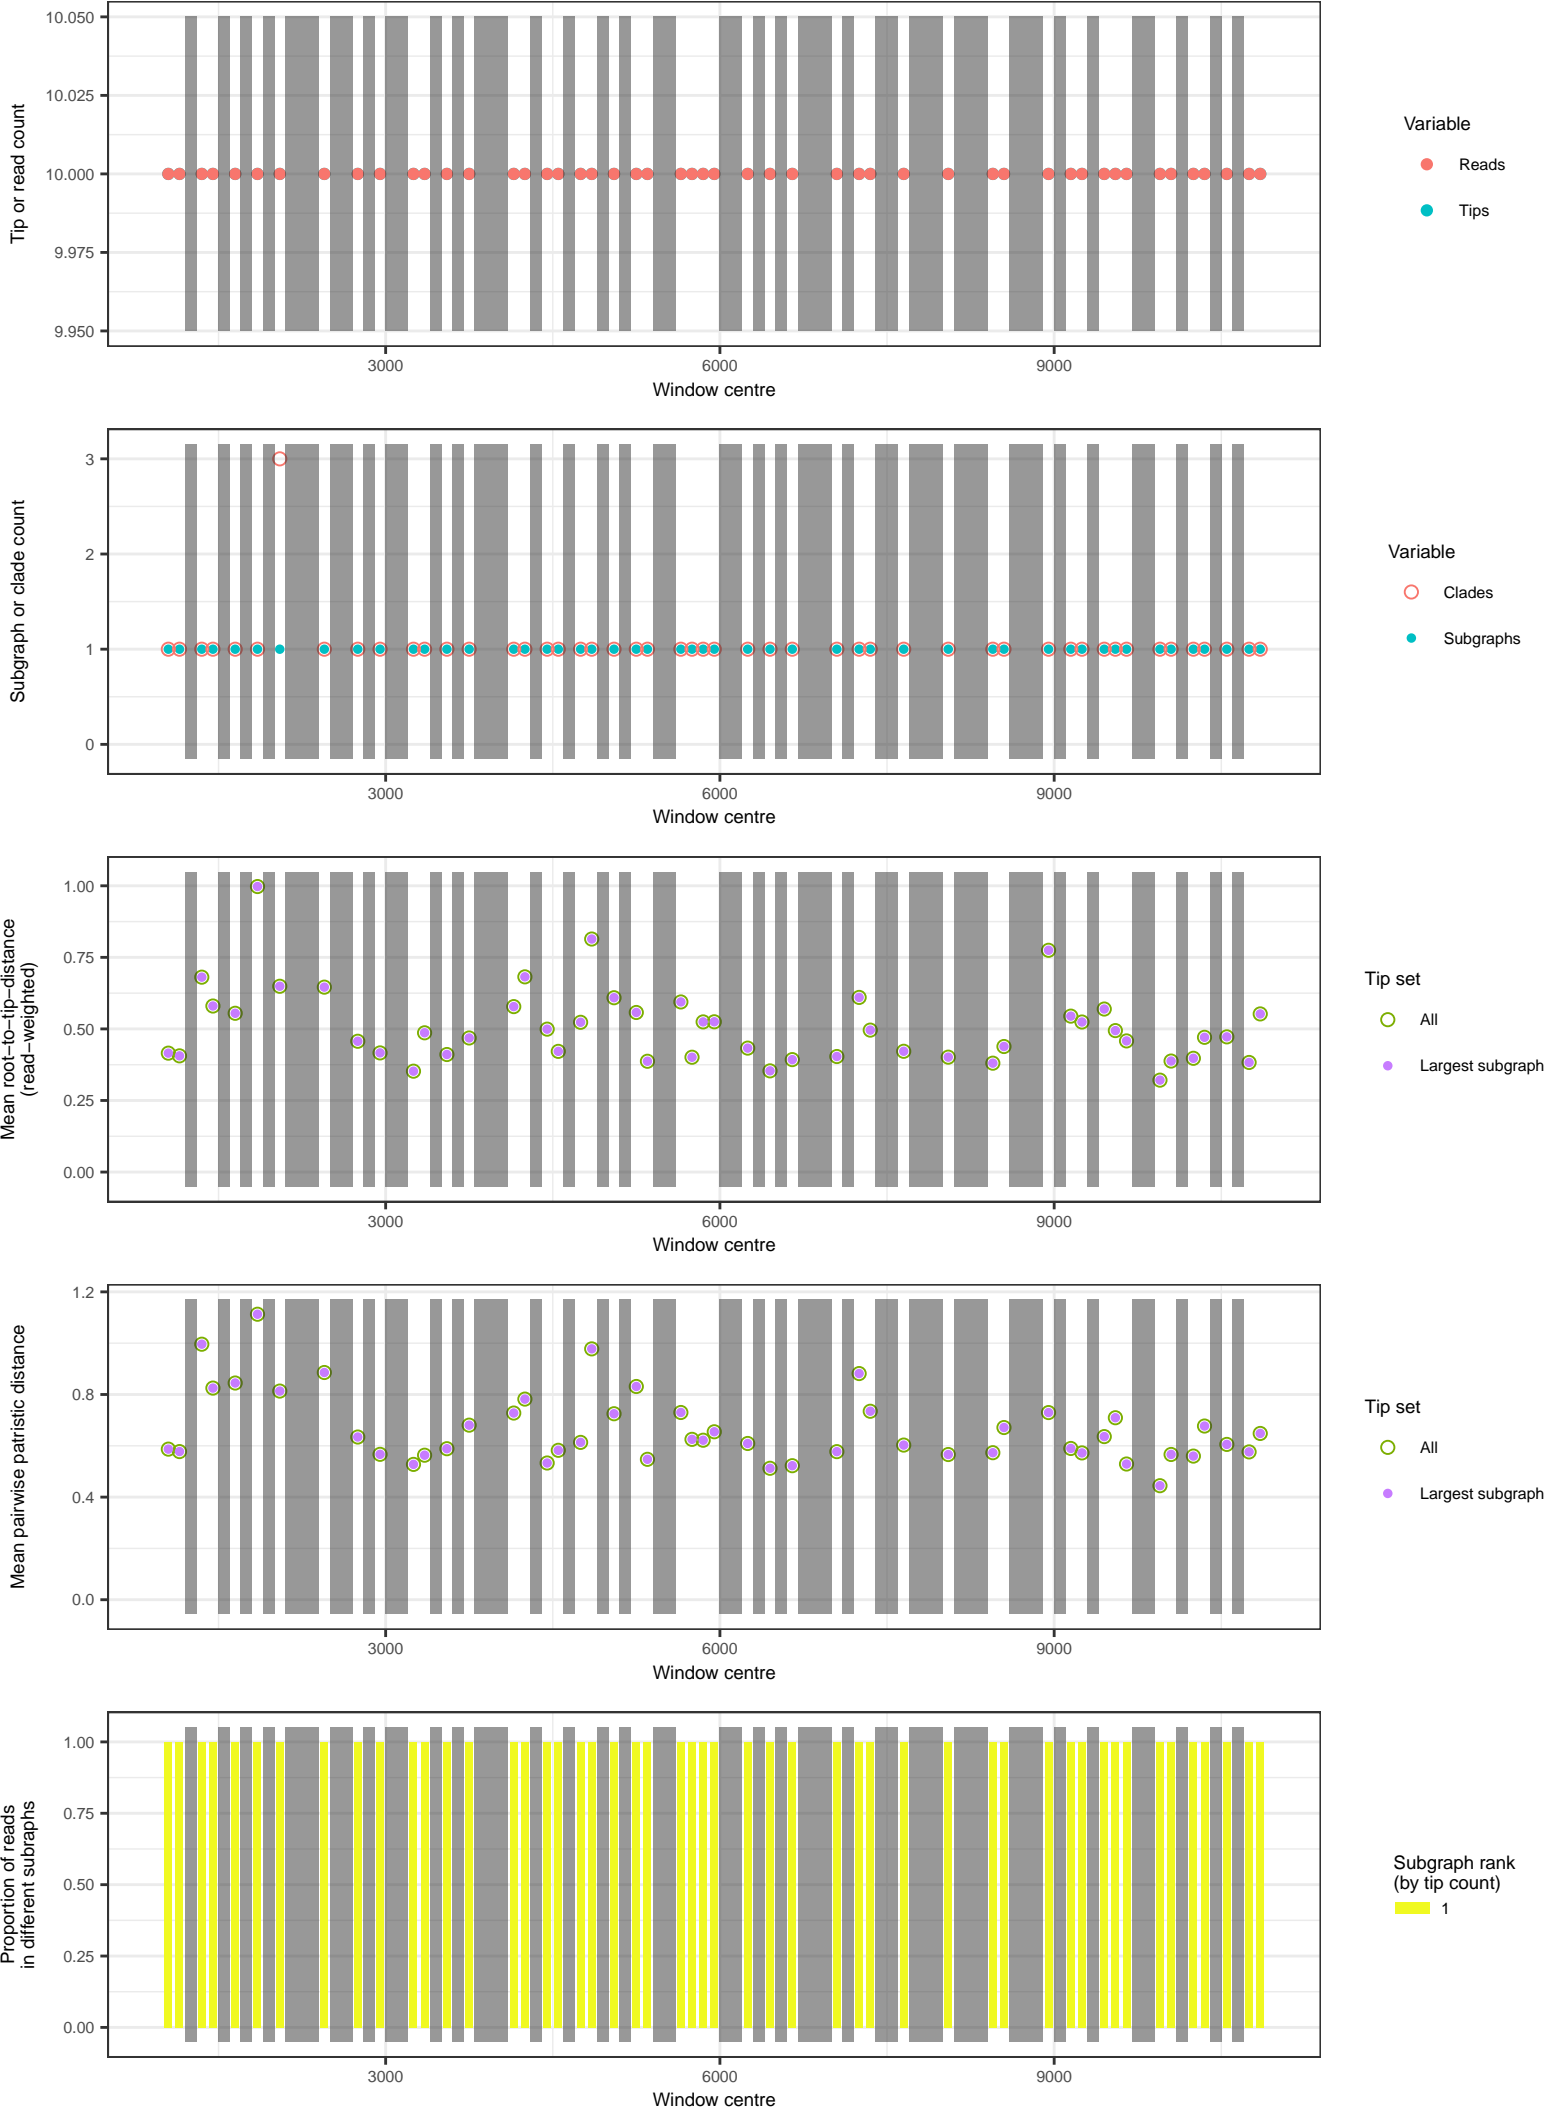 10.050
10.025
10.000
9.975
9.950
Tip or read count
3000
6000
9000
Window centre
Variable
Reads
Tips
3
2
1
0
Subgraph or clade count
3000
6000
9000
Window centre
Variable
Clades
Subgraphs
1.00
0.75
0.50
0.25
0.00
Mean root−to−tip−distance
(read−weighted)
3000
6000
9000
Window centre
Tip set
All
Largest subgraph
1.2
0.8
0.4
0.0
Mean pairwise patristic distance
3000
6000
9000
Window centre
Tip set
All
Largest subgraph
1.00
0.75
0.50
0.25
0.00
Proportion of reads
in different subraphs
3000
6000
9000
Window centre
Subgraph rank
(by tip count)
1